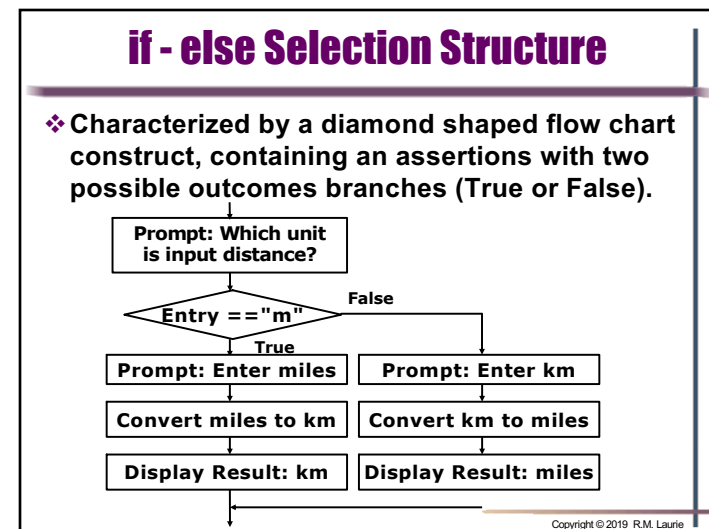 if - else Selection Structure
❖ Characterized by a diamond shaped flow chart
construct, containing an assertions with two
possible outcomes branches (True or False).
Prompt: Which unit
is input distance?
Entry =="m"
False
True
Prompt: Enter miles
Prompt: Enter km
Convert miles to km
Convert km to miles
Display Result: km
Display Result: miles
Copyright © 2019 R.M. Laurie